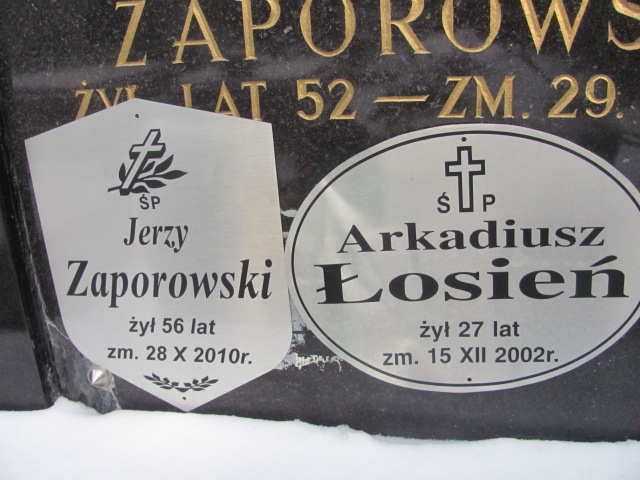 ZAPOROWS
ŻYŁ LAT 52 — ZM. 29.
ŚP
Jerzy
Zaporowski
żył 56 lat
zm. 28 X 2010r.
Ś P
Arkadiusz
Łosień
żył 27 lat
zm. 15 XII 2002r.